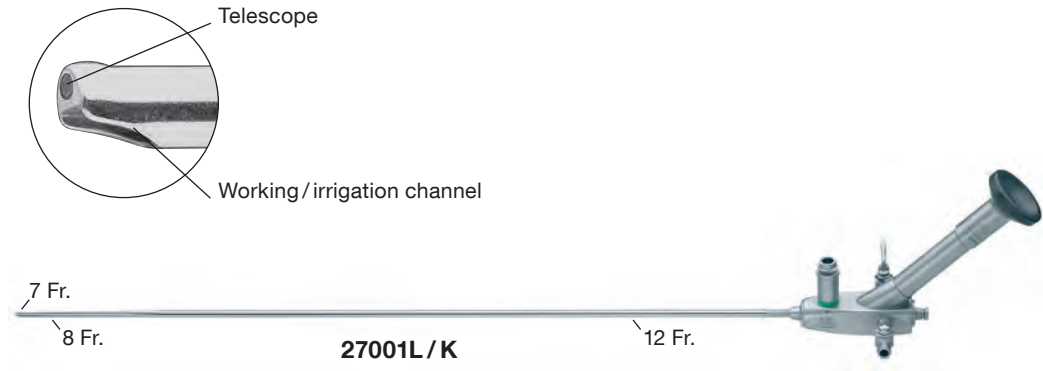 Telescope
Working/irrigation channel
7 Fr.
8 Fr.
12 Fr.
27001L/K